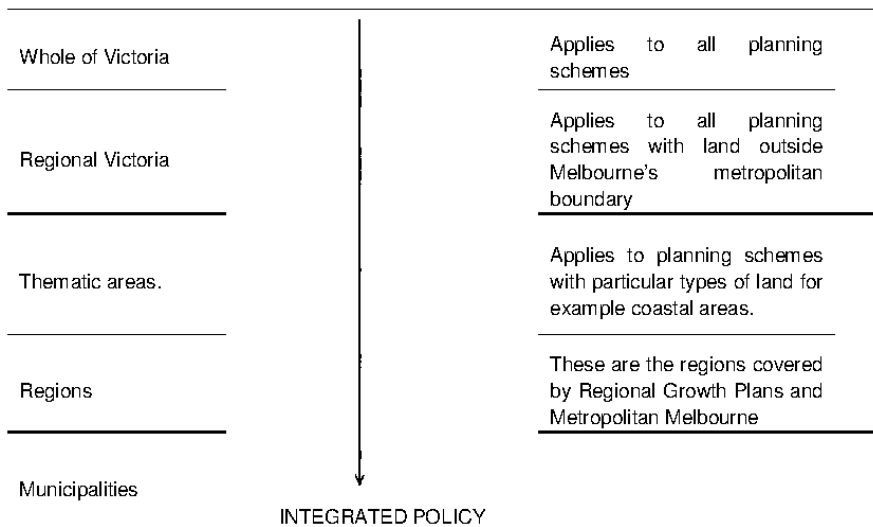 Whole of Victoria
Applies to all planning
schemes
Regional Victoria
Applies to all planning
schemes with land outside
Melbourne's metropolitan
boundary
Thematic areas.
Applies to planning schemes
with particular types of land for
example coastal areas.
Regions
These are the regions covered
by Regional Growth Plans and
Metropolitan Melbourne
Municipalities
INTEGRATED POLICY